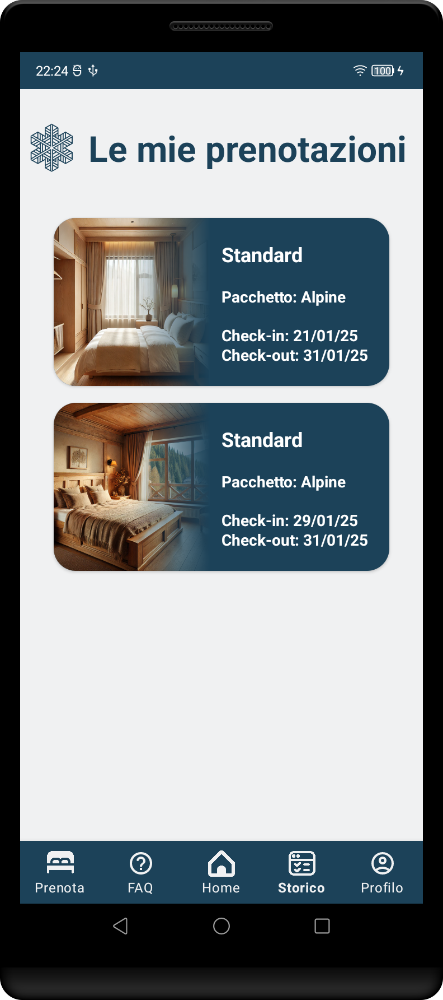 22:24
100
Le mie prenotazioni
Standard
Pacchetto: Alpine
Check-in: 21/01/25
Check-out: 31/01/25
Standard
Pacchetto: Alpine
Check-in: 29/01/25
Check-out: 31/01/25
Prenota FAQ Home Storico Profilo